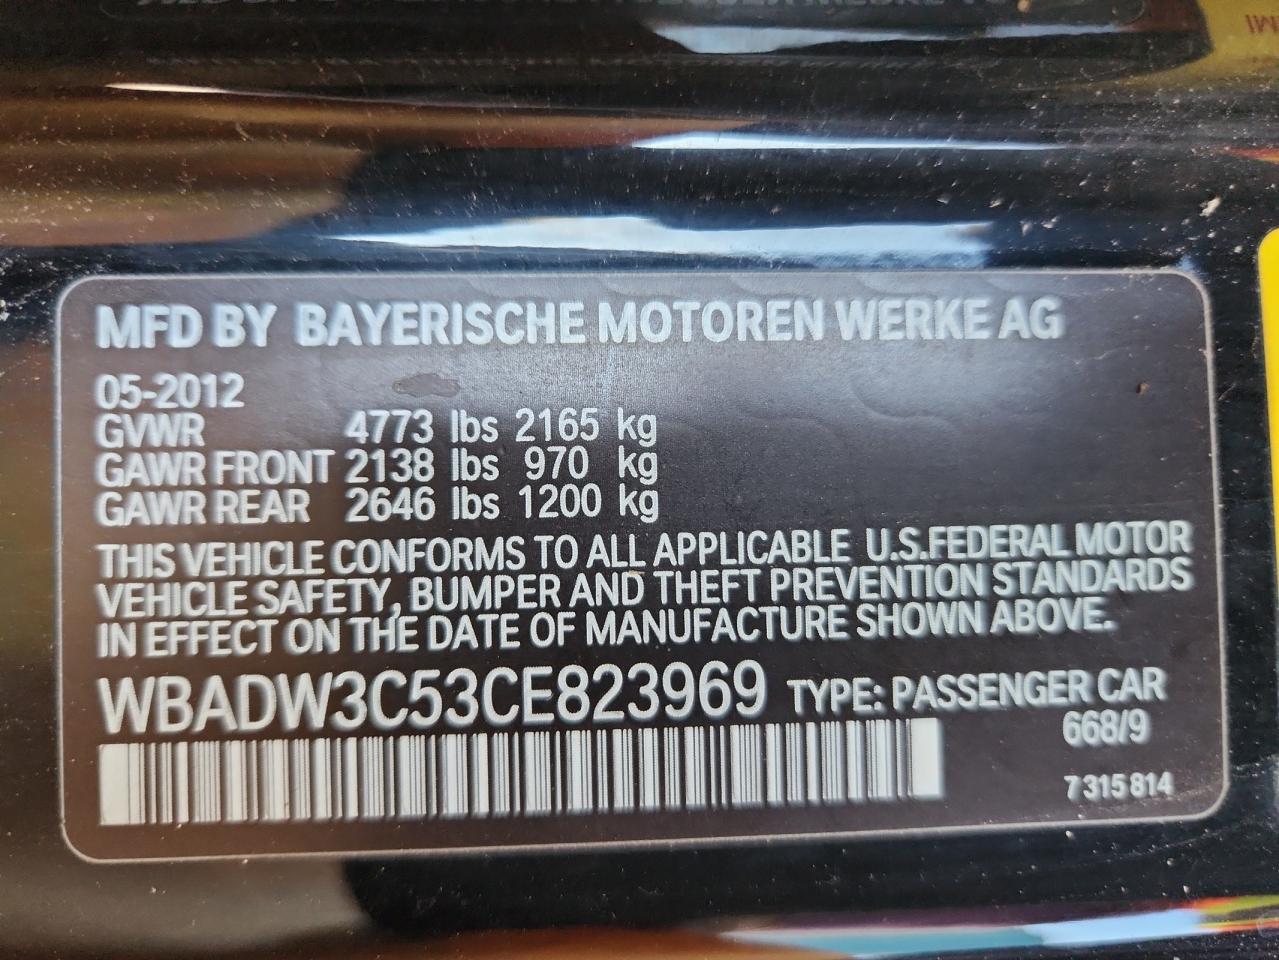 MFD BY BAYERISCHE MOTOREN WERKE AG
05-2012
GVWR 4773 lbs 2165 kg
GAWR FRONT 2138 lbs 970 kg
GAWR REAR 2646 lbs 1200 kg
THIS VEHICLE CONFORMS TO ALL APPLICABLE U.S.FEDERAL MOTOR
VEHICLE SAFETY, BUMPER AND THEFT PREVENTION STANDARDS
IN EFFECT ON THE DATE OF MANUFACTURE SHOWN ABOVE.
WBADW3C53CE823969 TYPE: PASSENGER CAR
668/9
7 315 814